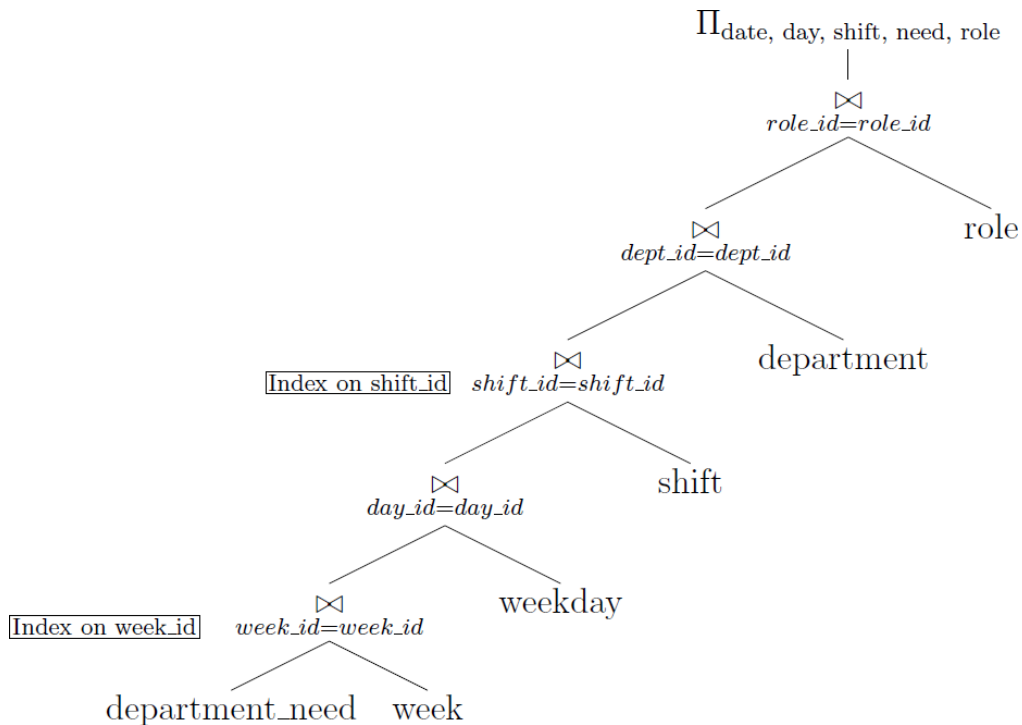 Π date, day, shift, need, role
⋈
role_id=role_id
⋈
role
dept_id=dept_id
⋈
department
Index on shift_id
shift_id=shift_id
⋈
shift
day_id=day_id
⋈
weekday
Index on week_id
week_id=week_id
department_need
week